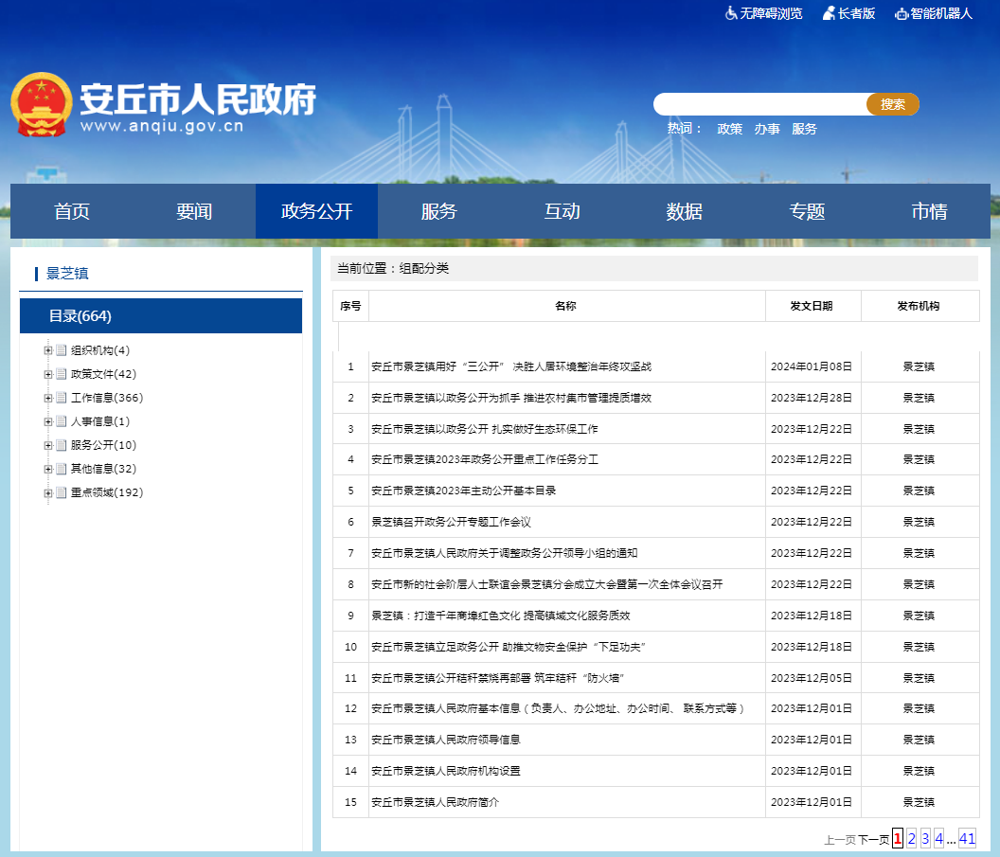 无障碍浏览 长者版 智能机器人
安丘市人民政府
www.anqiu.gov.cn
搜索
热词： 政策 办事 服务
首页 要闻 政务公开 服务 互动 数据 专题 市情
景芝镇
目录(664)
组织机构(4)
政策文件(42)
工作信息(366)
人事信息(1)
服务公开(10)
其他信息(32)
重点领域(192)
当前位置：组配分类
序号 名称 发文日期 发布机构
1 安丘市景芝镇用好“三公开” 决胜人居环境整治年终攻坚战 2024年01月08日 景芝镇
2 安丘市景芝镇以政务公开为抓手 推进农村集市管理提质增效 2023年12月28日 景芝镇
3 安丘市景芝镇以政务公开 扎实做好生态环保工作 2023年12月22日 景芝镇
4 安丘市景芝镇2023年政务公开重点工作任务分工 2023年12月22日 景芝镇
5 安丘市景芝镇2023年主动公开基本目录 2023年12月22日 景芝镇
6 景芝镇召开政务公开专题工作会议 2023年12月22日 景芝镇
7 安丘市景芝镇人民政府关于调整政务公开领导小组的通知 2023年12月22日 景芝镇
8 安丘市新的社会阶层人士联谊会景芝镇分会成立大会暨第一次全体会议召开 2023年12月22日 景芝镇
9 景芝镇：打造千年商埠红色文化 提高镇域文化服务质效 2023年12月18日 景芝镇
10 安丘市景芝镇立足政务公开 助推文物安全保护“下足功夫” 2023年12月18日 景芝镇
11 安丘市景芝镇公开秸秆禁烧再部署 筑牢秸秆“防火墙” 2023年12月05日 景芝镇
12 安丘市景芝镇人民政府基本信息（负责人、办公地址、办公时间、 联系方式等） 2023年12月01日 景芝镇
13 安丘市景芝镇人民政府领导信息 2023年12月01日 景芝镇
14 安丘市景芝镇人民政府机构设置 2023年12月01日 景芝镇
15 安丘市景芝镇人民政府简介 2023年12月01日 景芝镇
上一页 下一页 1 2 3 4 ... 41